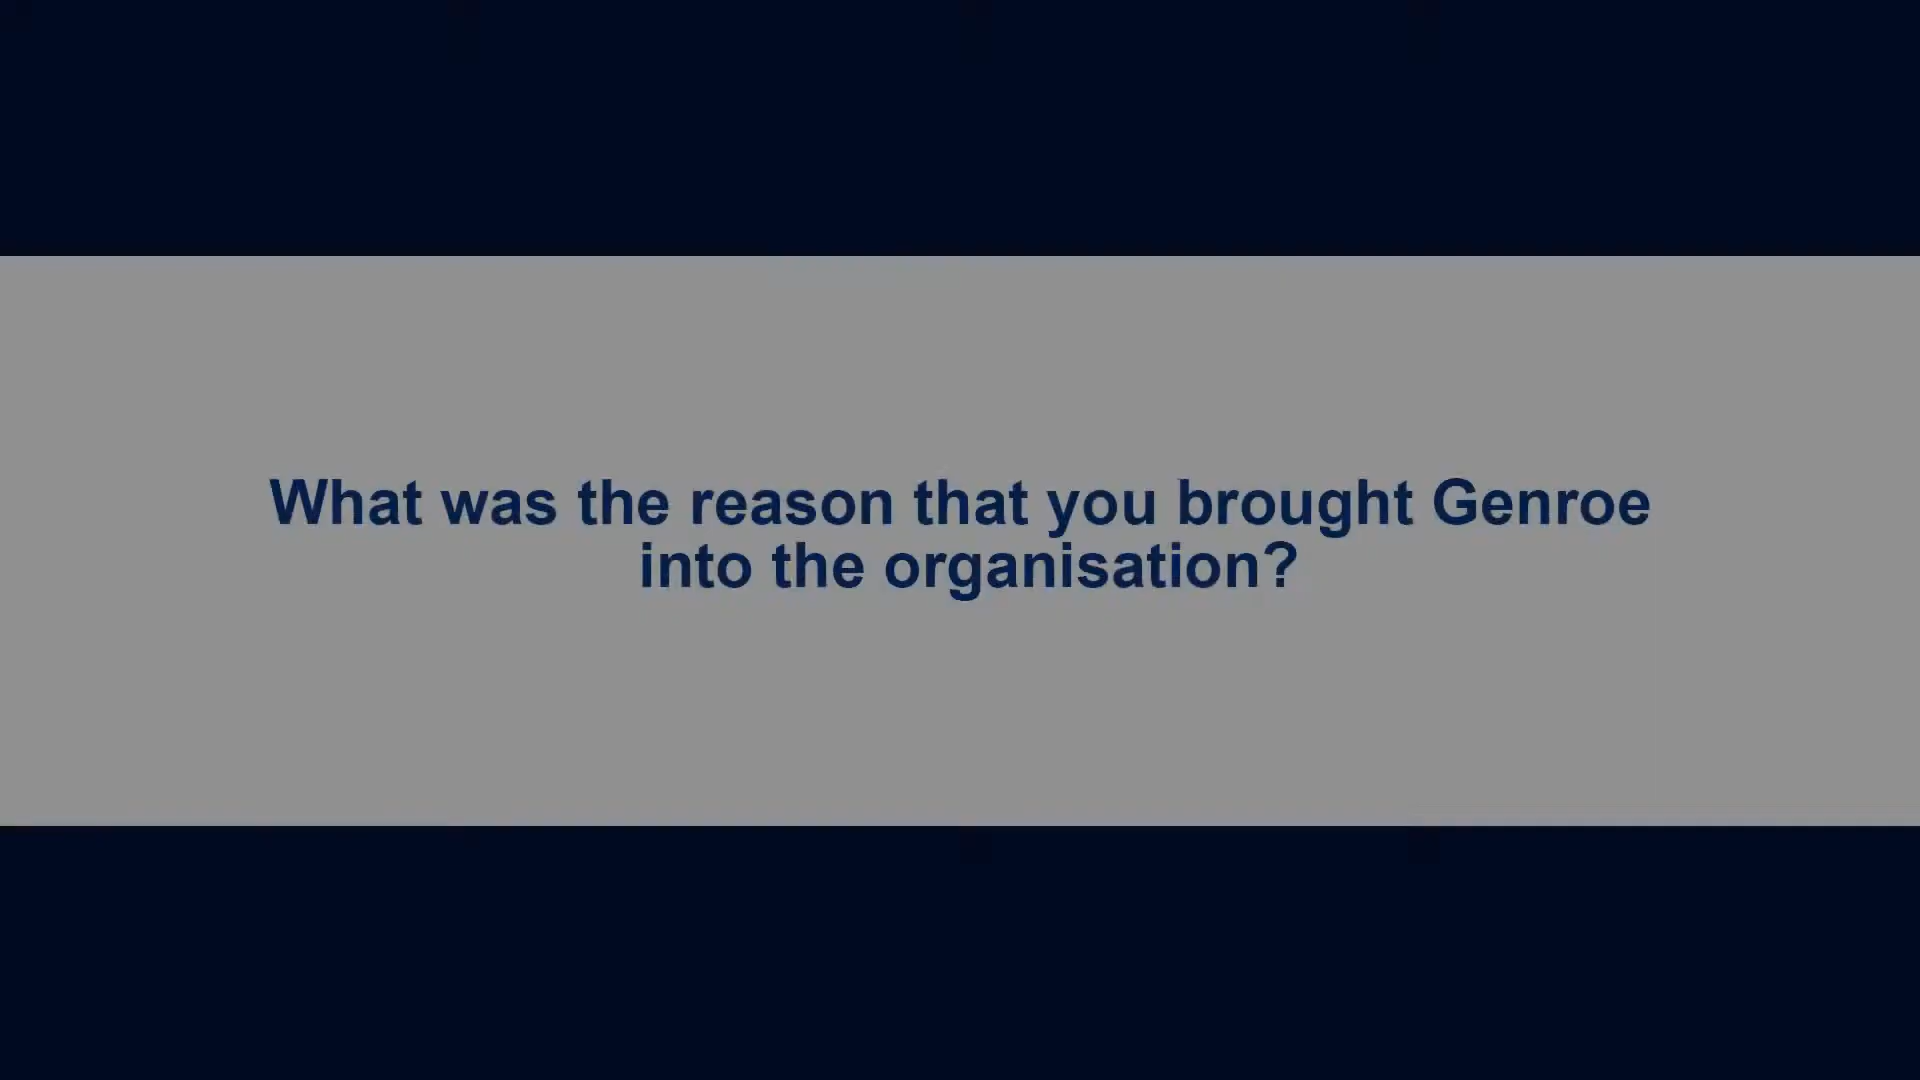 What was the reason that you brought Genroe
into the organisation?